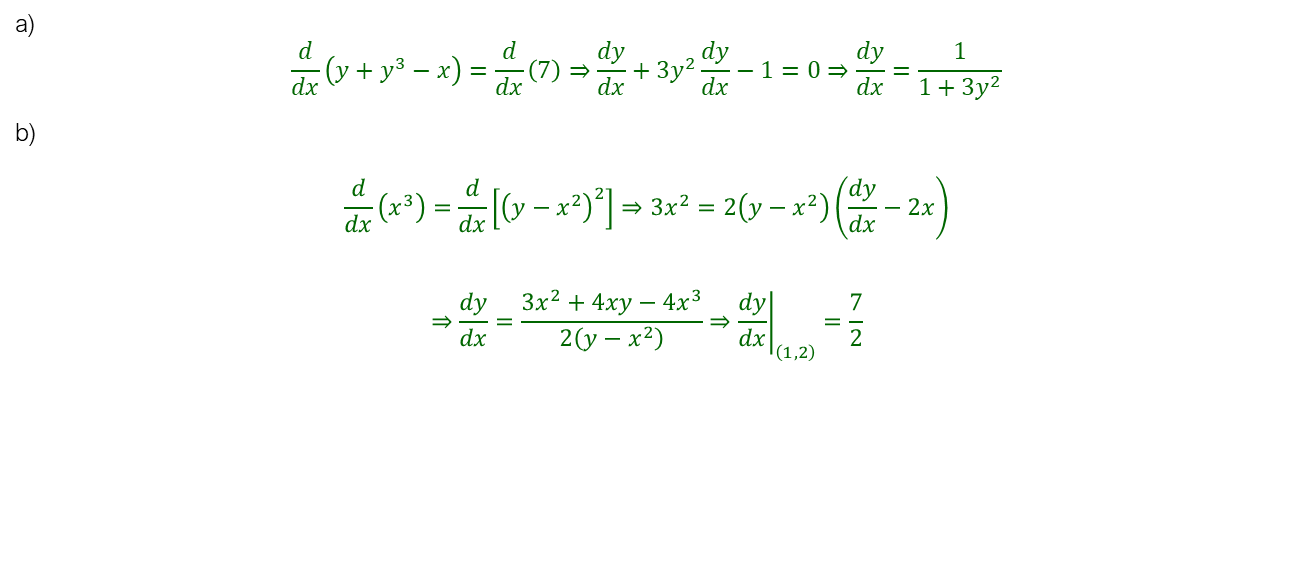 a)
d/dx (y + y³ − x) = d/dx (7) ⇒ dy/dx + 3y² dy/dx − 1 = 0 ⇒ dy/dx = 1/(1 + 3y²)
b)
d/dx (x³) = d/dx [(y − x²)²] ⇒ 3x² = 2(y − x²) (dy/dx − 2x)
⇒ dy/dx = (3x² + 4xy − 4x³)/(2(y − x²)) ⇒ dy/dx|(1,2) = 7/2